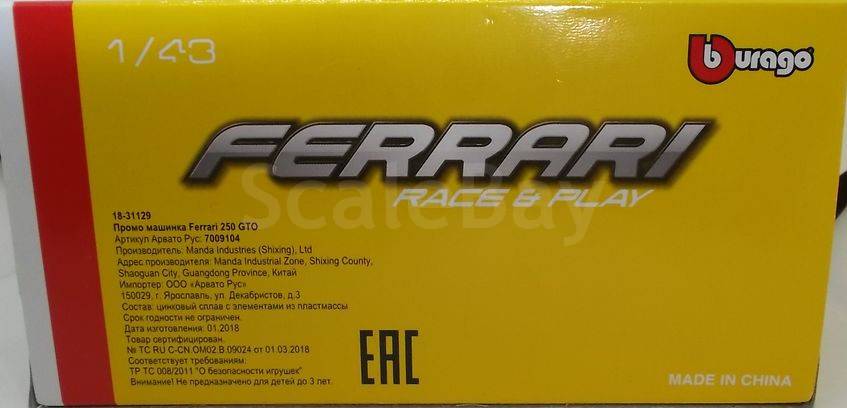 1/43
burago
FERRARI
RACE & PLAY
ScaleBay
18-31129
Промо машинка Ferrari 250 GTO
Артикул Арвато Рус: 7009104
Производитель: Manda Industries (Shixing), Ltd
Адрес производителя: Manda Industrial Zone, Shixing County,
Shaoguan City, Guangdong Province, Китай
Импортер: ООО «Арвато Рус»
150029, г. Ярославль, ул. Декабристов, д.3
Состав: цинковый сплав с элементами из пластмассы
Срок годности не ограничен.
Дата изготовления: 01.2018
Товар сертифицирован.
№ TC RU C-CN.OM02.B.09024 от 01.03.2018
Соответствует требованиям:
ТР ТС 008/2011 "О безопасности игрушек"
Внимание! Не предназначено для детей до 3 лет.
EAC
MADE IN CHINA